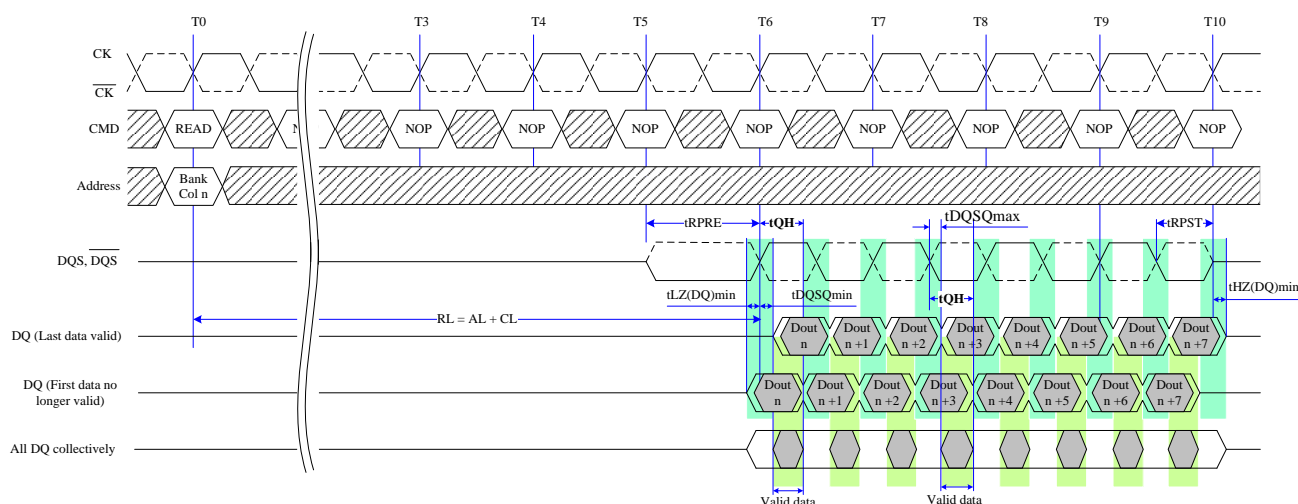 T0 T3 T4 T5 T6 T7 T8 T9 T10
CK
CK
CMD READ NOP NOP NOP NOP NOP NOP NOP NOP
Address Bank
Col n
tRPRE tQH tDQSQmax tRPST
DQS, DQS
tLZ(DQ)min tDQSQmin tQH tHZ(DQ)min
RL = AL + CL
DQ (Last data valid) Dout Dout Dout Dout Dout Dout Dout Dout
n n +1 n +2 n +3 n +4 n +5 n +6 n +7
DQ (First data no Dout Dout Dout Dout Dout Dout Dout Dout
longer valid) n n +1 n +2 n +3 n +4 n +5 n +6 n +7
All DQ collectively
Valid data Valid data